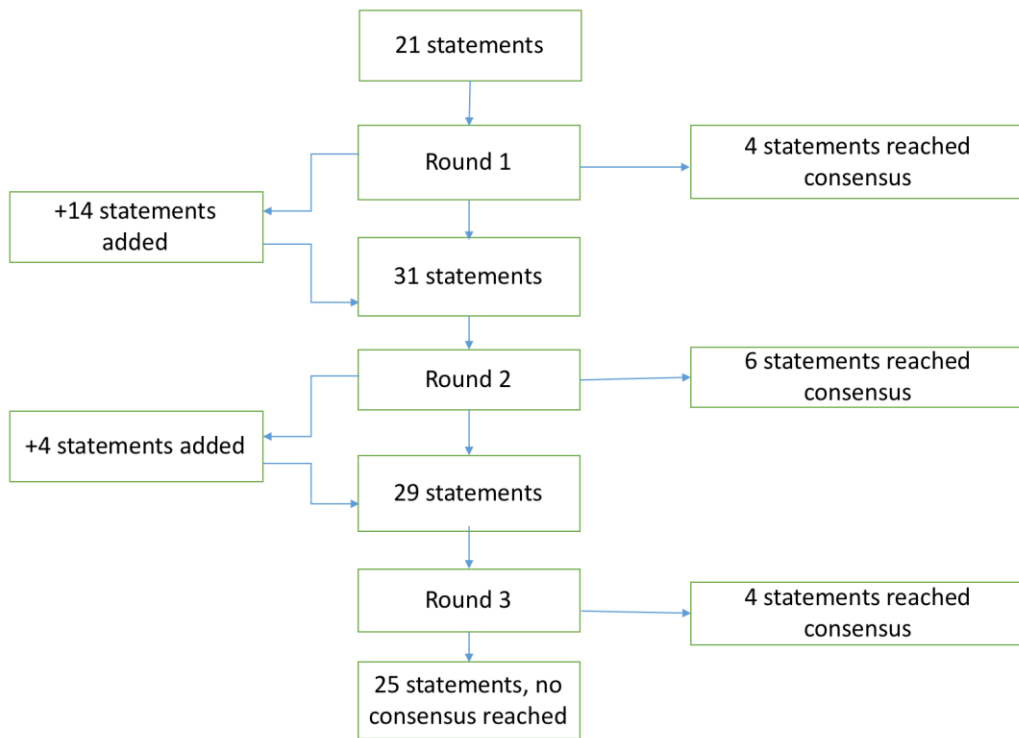 21 statements
Round 1
4 statements reached
consensus
+14 statements
added
31 statements
Round 2
6 statements reached
consensus
+4 statements added
29 statements
Round 3
4 statements reached
consensus
25 statements, no
consensus reached